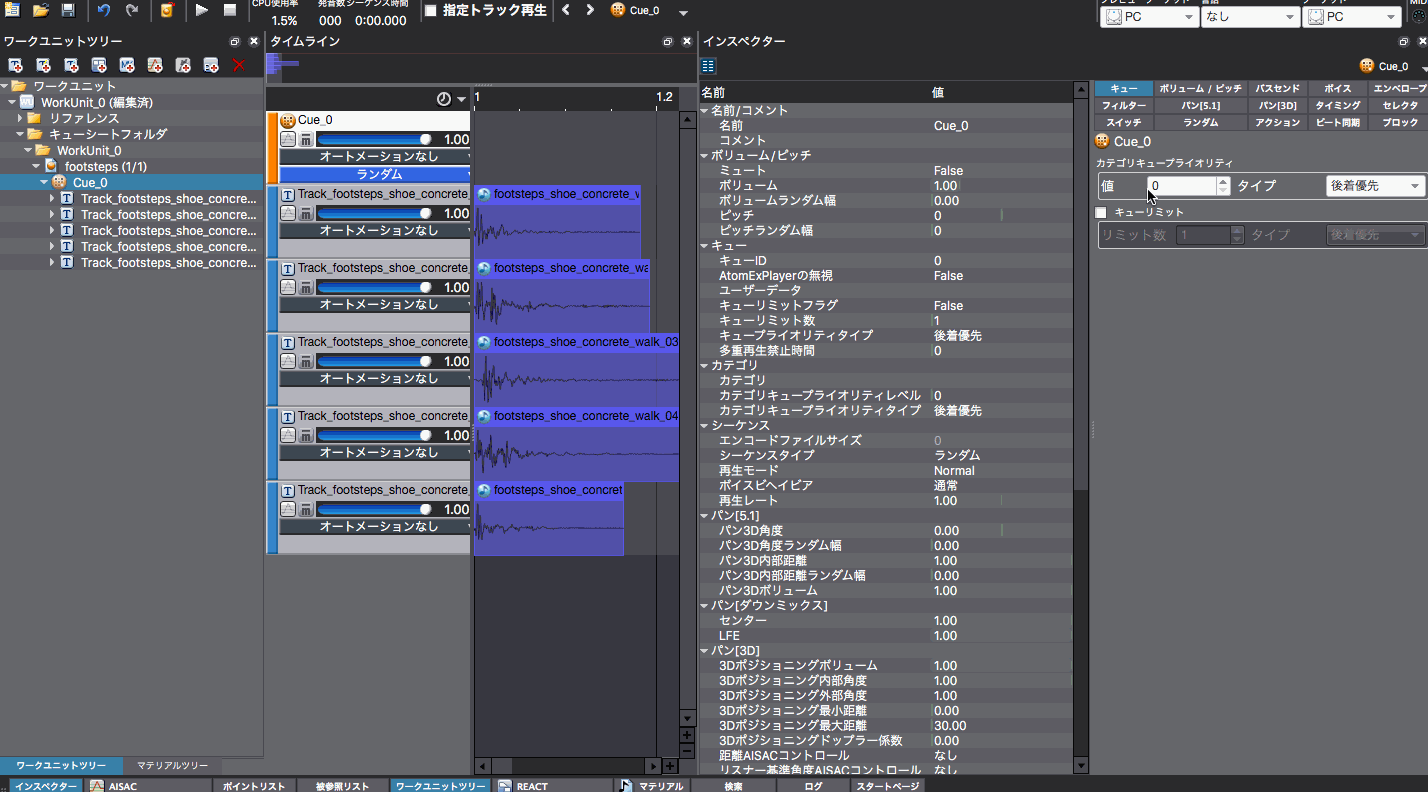 CPU使用率
1.5%
発音数
000
シーケンス時間
0:00.000
指定トラック再生
Cue_0
PC
なし
PC
ワークユニットツリー
ワークユニット
WorkUnit_0 (編集済)
リファレンス
キューシートフォルダ
WorkUnit_0
footsteps (1/1)
Cue_0
Track_footsteps_shoe_concre...
Track_footsteps_shoe_concre...
Track_footsteps_shoe_concre...
Track_footsteps_shoe_concre...
Track_footsteps_shoe_concre...
ワークユニットツリー
マテリアルツリー
タイムライン
1
1.2
Cue_0
1.00
オートメーションなし
ランダム
Track_footsteps_shoe_concrete_
footsteps_shoe_concrete_w
1.00
オートメーションなし
Track_footsteps_shoe_concrete_
footsteps_shoe_concrete_wa
1.00
オートメーションなし
Track_footsteps_shoe_concrete_
footsteps_shoe_concrete_walk_03
1.00
オートメーションなし
Track_footsteps_shoe_concrete_
footsteps_shoe_concrete_walk_04
1.00
オートメーションなし
Track_footsteps_shoe_concrete_
footsteps_shoe_concret
1.00
オートメーションなし
インスペクター
Cue_0
名前 値
名前/コメント
名前 Cue_0
コメント
ボリューム/ピッチ
ミュート False
ボリューム 1.00
ボリュームランダム幅 0.00
ピッチ 0
ピッチランダム幅 0
キュー
キューID 0
AtomExPlayerの無視 False
ユーザーデータ
キューリミットフラグ False
キューリミット数 1
キュープライオリティタイプ 後着優先
多重再生禁止時間 0
カテゴリ
カテゴリ
カテゴリキュープライオリティレベル 0
カテゴリキュープライオリティタイプ 後着優先
シーケンス
エンコードファイルサイズ 0
シーケンスタイプ ランダム
再生モード Normal
ボイスビヘイビア 通常
再生レート 1.00
パン[5.1]
パン3D角度 0.00
パン3D角度ランダム幅 0.00
パン3D内部距離 1.00
パン3D内部距離ランダム幅 0.00
パン3Dボリューム 1.00
パン[ダウンミックス]
センター 1.00
LFE 1.00
パン[3D]
3Dポジショニングボリューム 1.00
3Dポジショニング内部角度 1.00
3Dポジショニング外部角度 1.00
3Dポジショニング最小距離 0.00
3Dポジショニング最大距離 30.00
3Dポジショニングドップラー係数 0.00
距離AISACコントロール なし
リスナー基準角度AISACコントロール なし
キュー ボリューム / ピッチ バスセンド ボイス エンベロープ
フィルター パン[5.1] パン[3D] タイミング セレクタ
スイッチ ランダム アクション ビート同期 ブロック
Cue_0
カテゴリキュープライオリティ
値 0 タイプ 後着優先
キューリミット
リミット数 1 タイプ 後着優先
インスペクター AISAC ポイントリスト 被参照リスト ワークユニットツリー REACT マテリアル 検索 ログ スタートページ